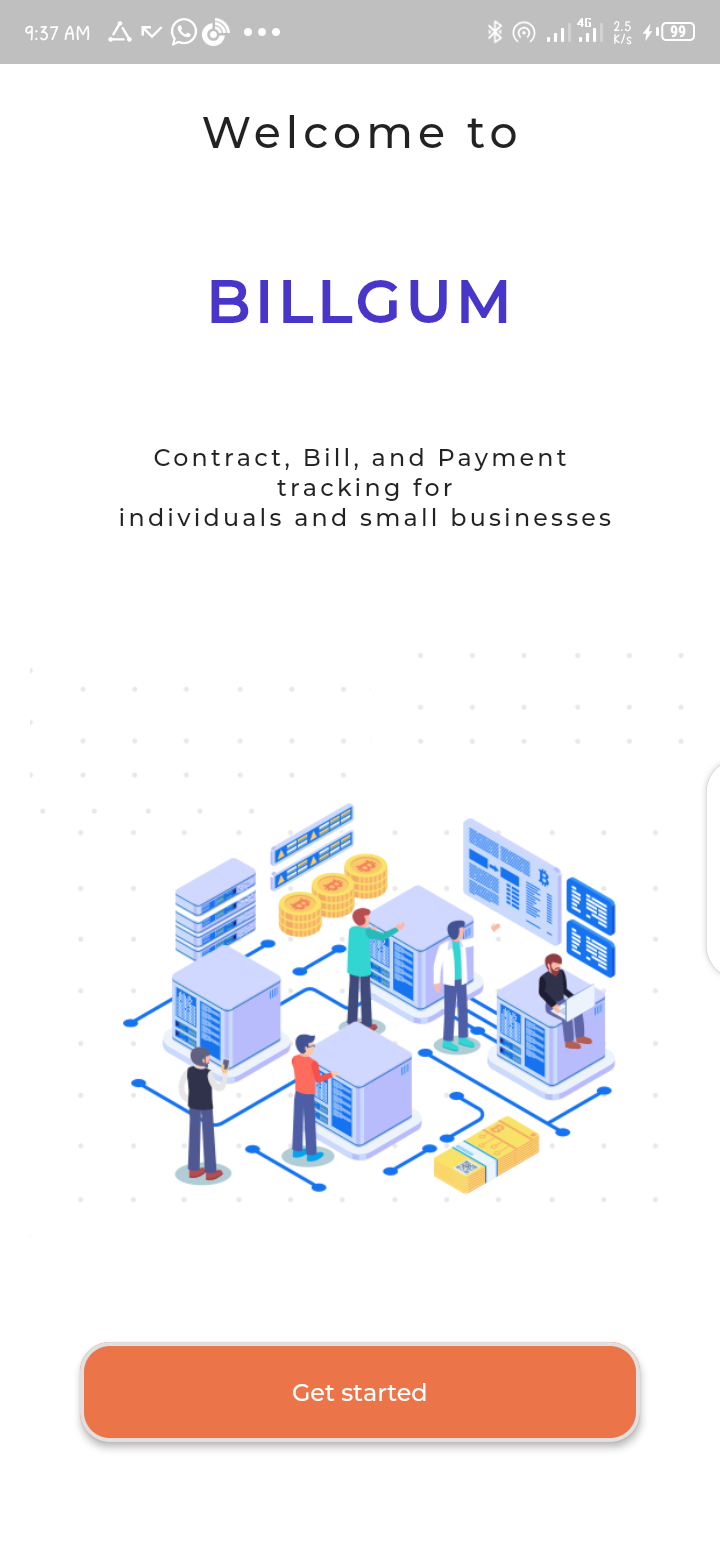 9:37 AM
4G
2.5
K/s
99
Welcome to
BILLGUM
Contract, Bill, and Payment
tracking for
individuals and small businesses
Get started